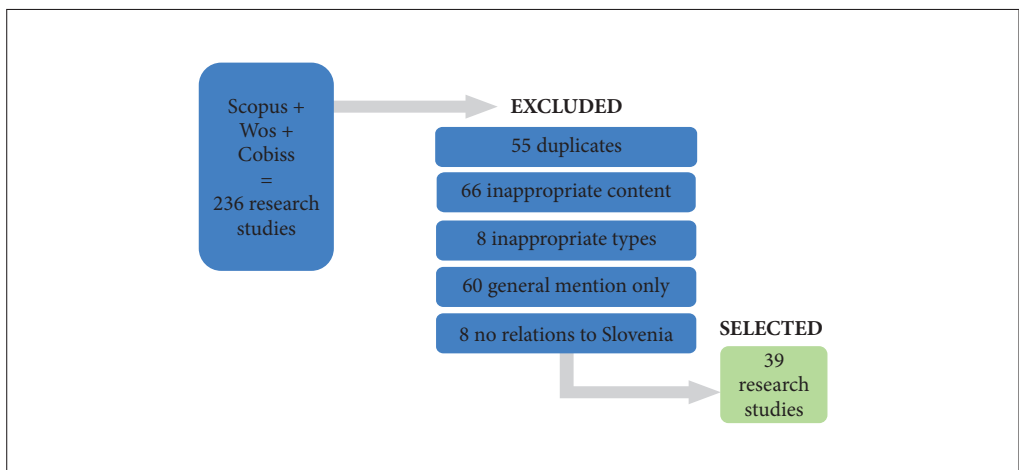 Scopus +
Wos +
Cobiss
=
236 research
studies
EXCLUDED
55 duplicates
66 inappropriate content
8 inappropriate types
60 general mention only
8 no relations to Slovenia
SELECTED
39
research
studies